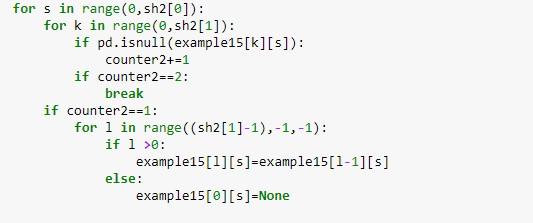 for s in range(0,sh2[0]):
    for k in range(0,sh2[1]):
        if pd.isnull(example15[k][s]):
            counter2+=1
        if counter2==2:
            break
    if counter2==1:
        for l in range((sh2[1]-1),-1,-1):
            if l >0:
                example15[l][s]=example15[l-1][s]
            else:
                example15[0][s]=None